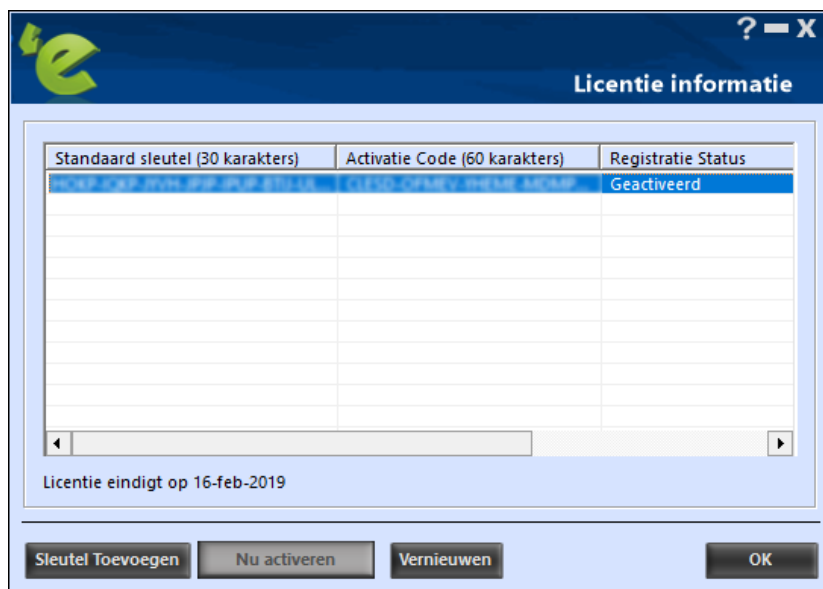 ? X
Licentie informatie
Standaard sleutel (30 karakters) Activatie Code (60 karakters) Registratie Status
Geactiveerd
Licentie eindigt op 16-feb-2019
Sleutel Toevoegen Nu activeren Vernieuwen OK